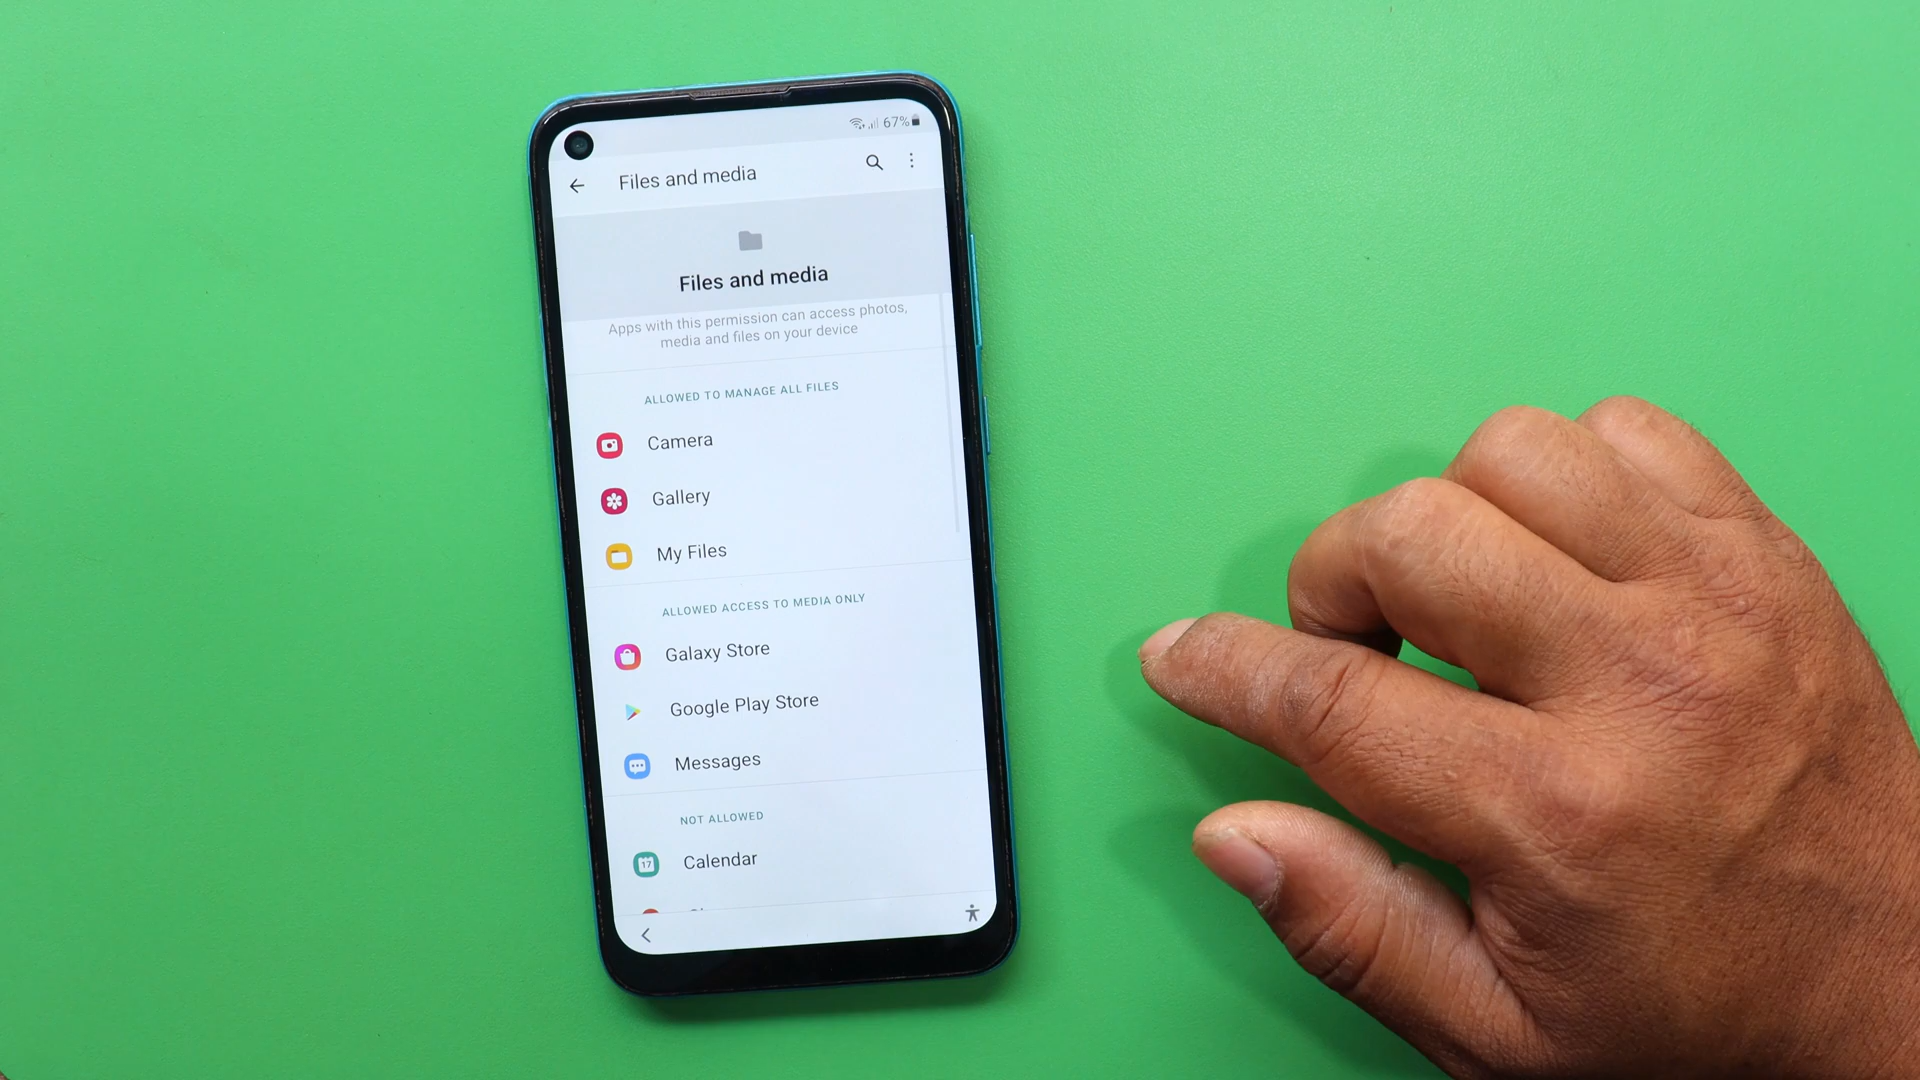 67%
Files and media
Files and media
Apps with this permission can access photos,
media and files on your device
ALLOWED TO MANAGE ALL FILES
Camera
Gallery
My Files
ALLOWED ACCESS TO MEDIA ONLY
Galaxy Store
Google Play Store
Messages
NOT ALLOWED
17
Calendar